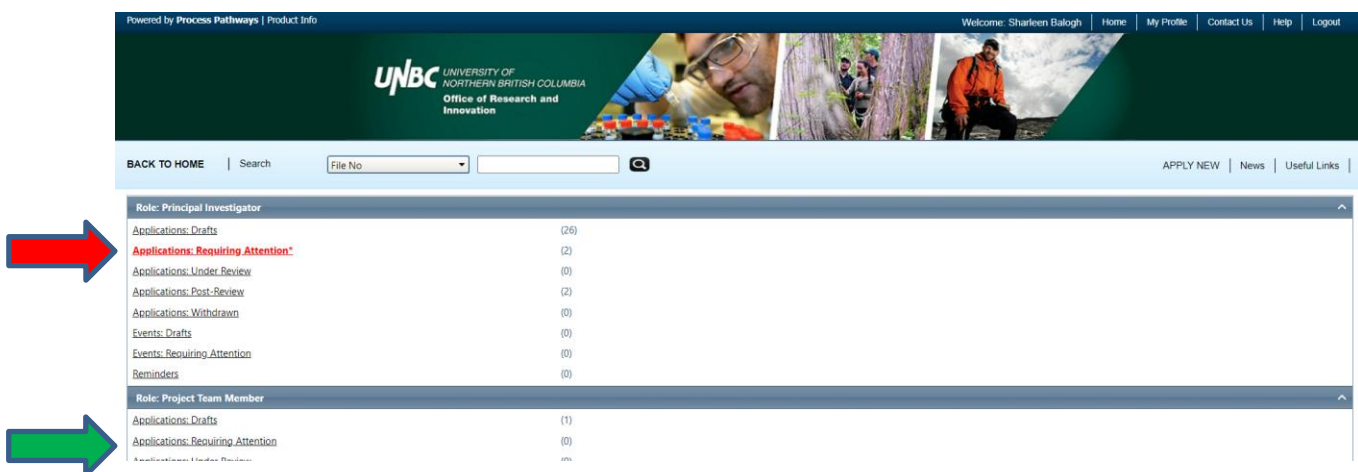 Powered by Process Pathways | Product Info
Welcome: Sharleen Balogh | Home | My Profile | Contact Us | Help | Logout
UNBC UNIVERSITY OF
NORTHERN BRITISH COLUMBIA
Office of Research and
Innovation
BACK TO HOME | Search File No APPLY NEW | News | Useful Links |
Role: Principal Investigator
Applications: Drafts (26)
Applications: Requiring Attention* (2)
Applications: Under Review (0)
Applications: Post-Review (2)
Applications: Withdrawn (0)
Events: Drafts (0)
Events: Requiring Attention (0)
Reminders (0)
Role: Project Team Member
Applications: Drafts (1)
Applications: Requiring Attention (0)
Applications: Under Review (0)